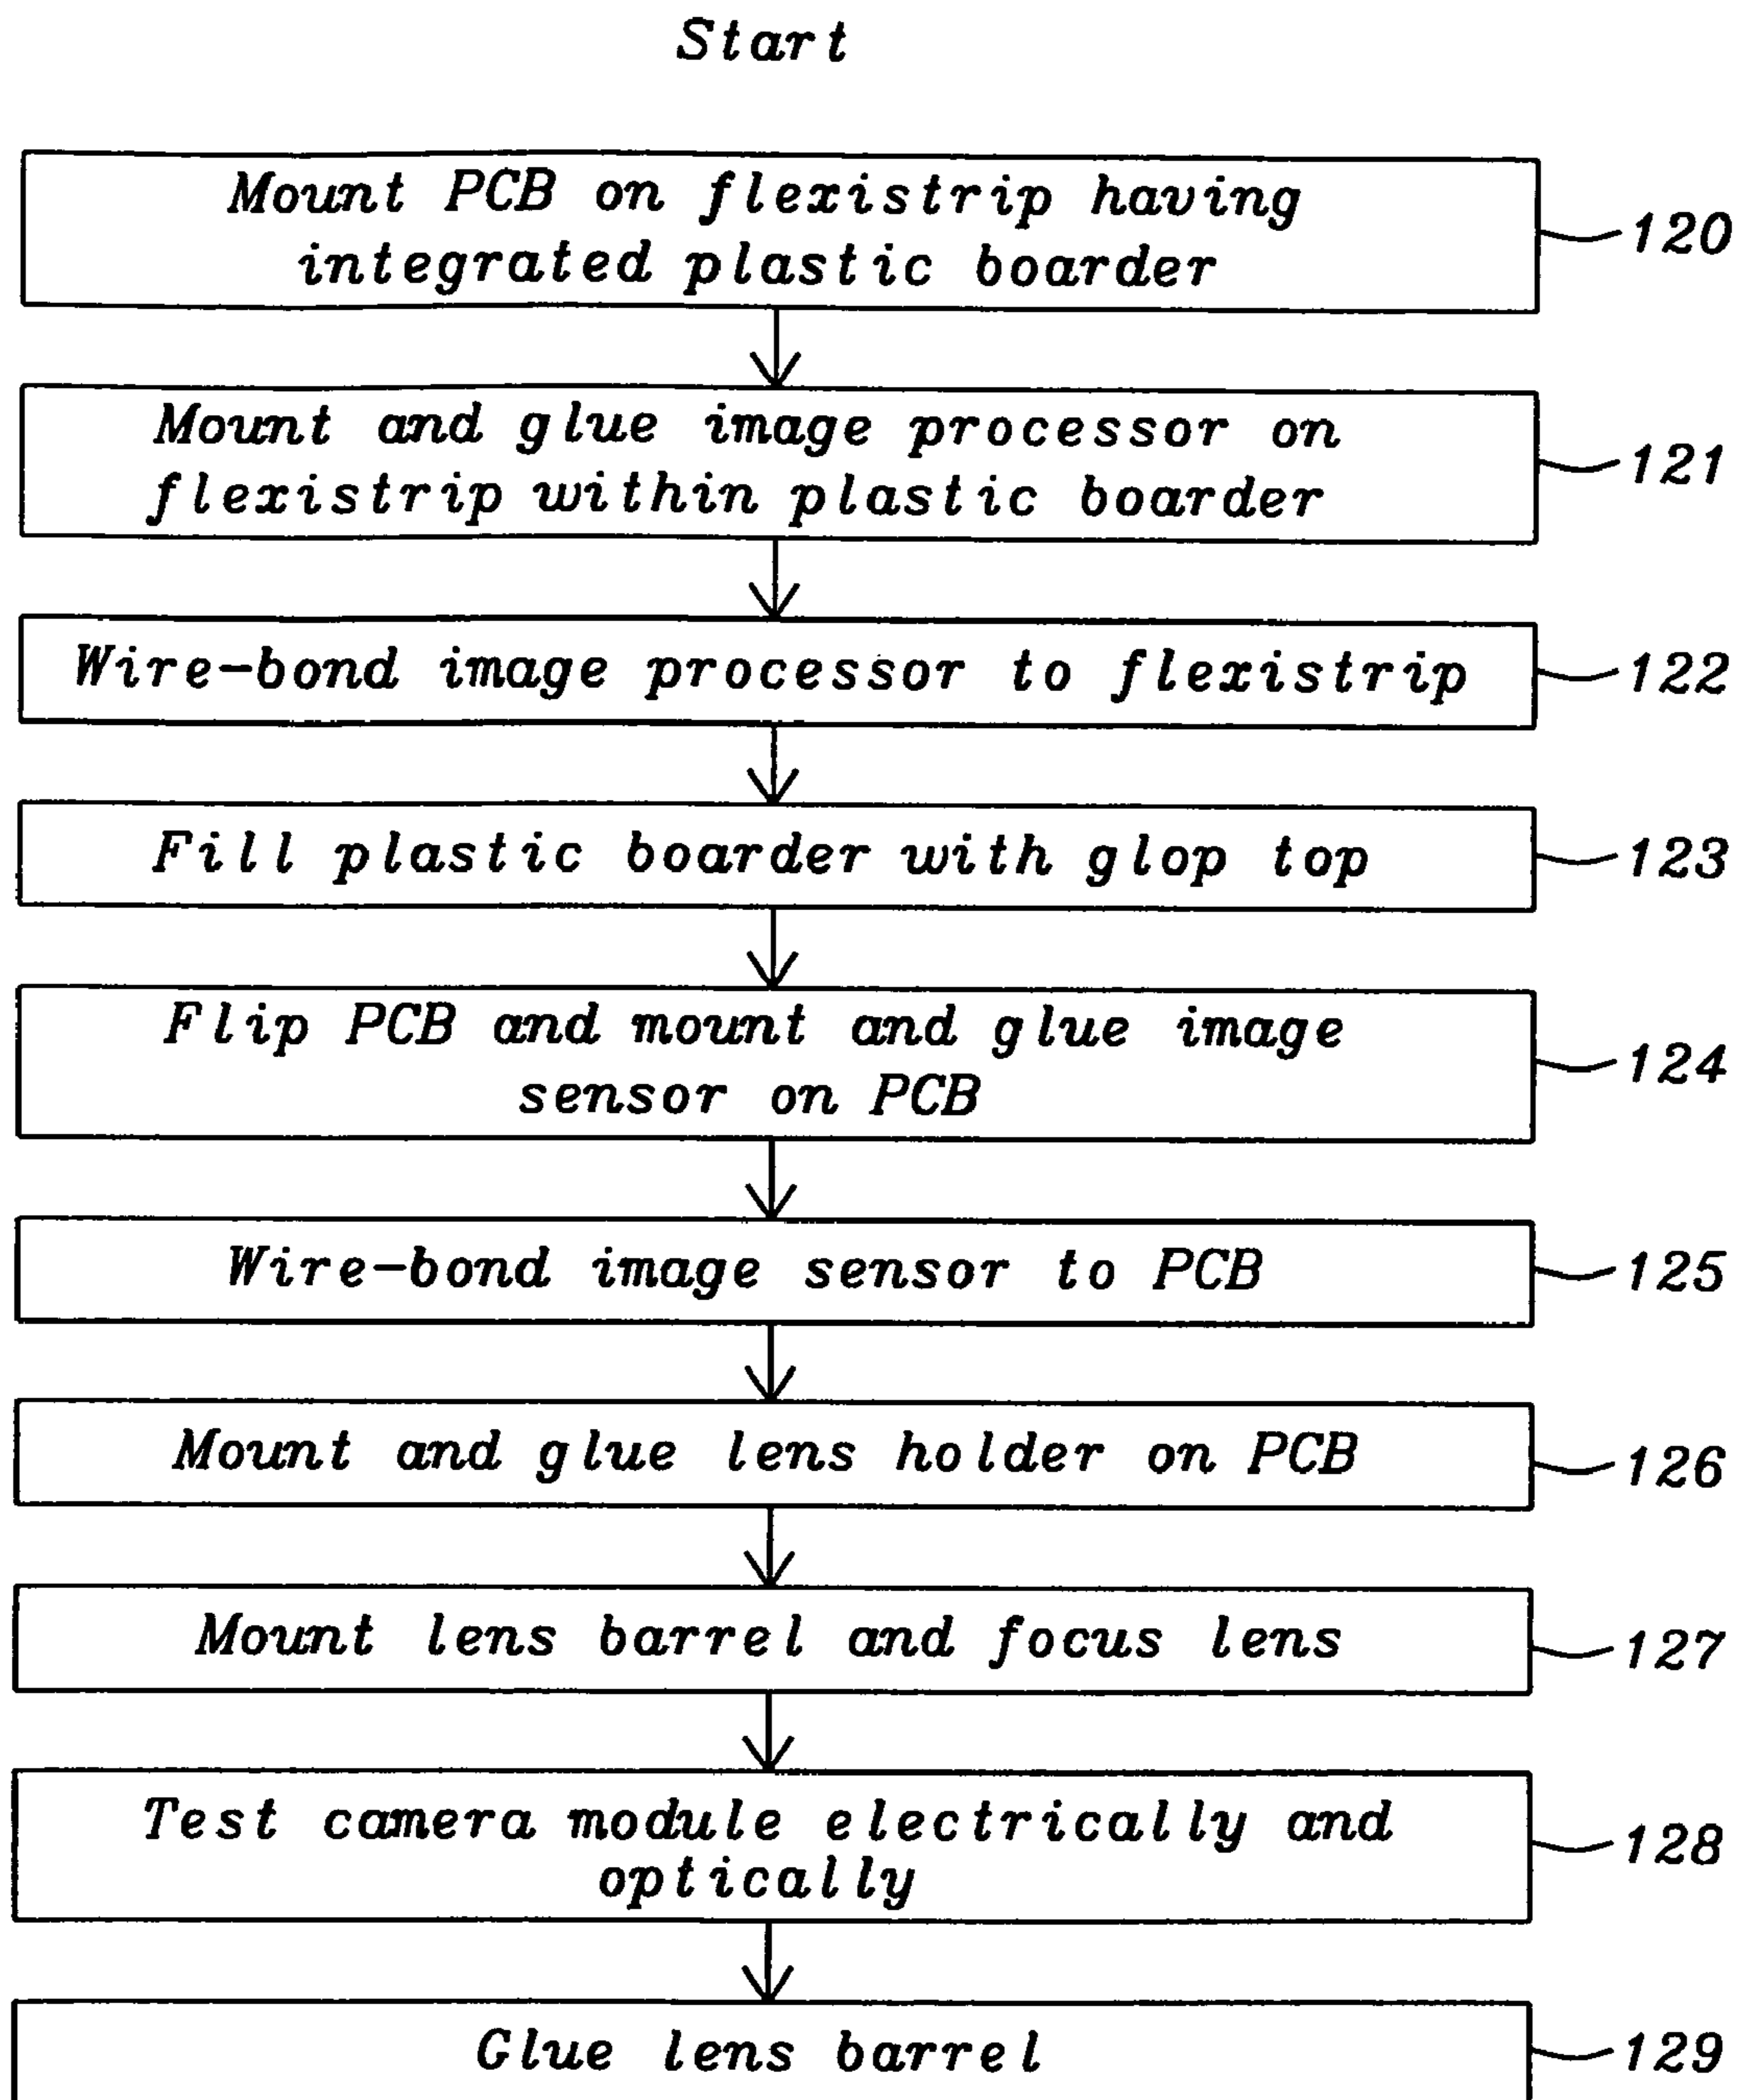 Start
Mount PCB on flexistrip having
integrated plastic boarder
120
Mount and glue image processor on
flexistrip within plastic boarder
121
Wire-bond image processor to flexistrip
122
Fill plastic boarder with glop top
123
Flip PCB and mount and glue image
sensor on PCB
124
Wire-bond image sensor to PCB
125
Mount and glue lens holder on PCB
126
Mount lens barrel and focus lens
127
Test camera module electrically and
optically
128
Glue lens barrel
129